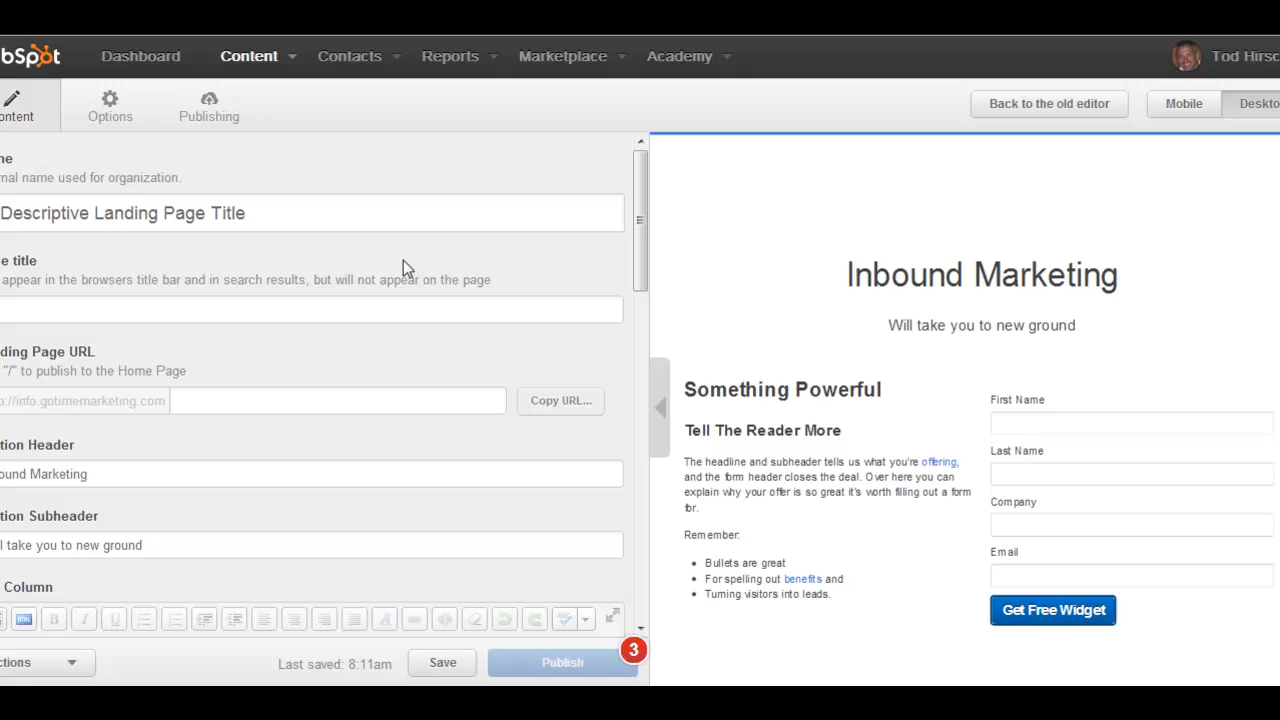 bSpot Dashboard Content Contacts Reports Marketplace Academy Tod Hirsc
ontent Options Publishing Back to the old editor Mobile Deskto
me
rnal name used for organization.
Descriptive Landing Page Title
e title
appear in the browsers title bar and in search results, but will not appear on the page
ding Page URL
"/" to publish to the Home Page
p://info.gotimemarketing.com Copy URL...
tion Header
ound Marketing
tion Subheader
l take you to new ground
Column
HTML B I U A
ctions Last saved: 8:11am Save Publish 3
Inbound Marketing
Will take you to new ground
Something Powerful
Tell The Reader More
The headline and subheader tells us what you're offering,
and the form header closes the deal. Over here you can
explain why your offer is so great it's worth filling out a form
for.
Remember:
• Bullets are great
• For spelling out benefits and
• Turning visitors into leads.
First Name
Last Name
Company
Email
Get Free Widget